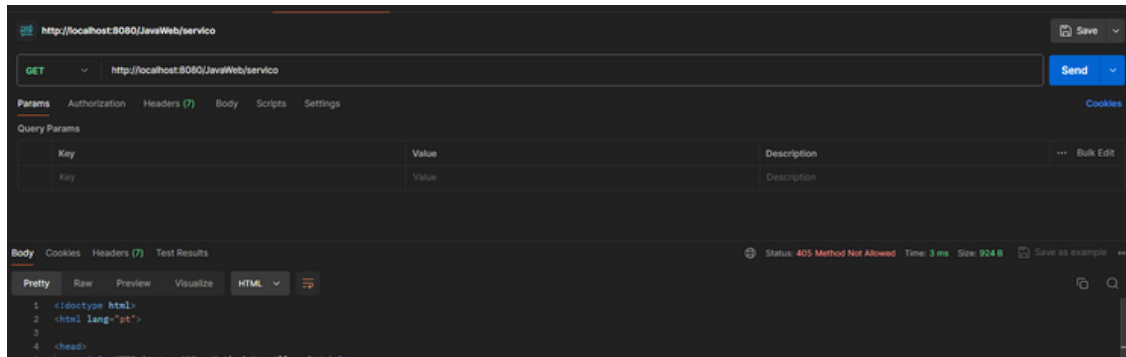 http://localhost:8080/JavaWeb/servico
Save
GET http://localhost:8080/JavaWeb/servico Send
Params Authorization Headers (7) Body Scripts Settings Cookies
Query Params
Key Value Description ••• Bulk Edit
Key Value Description
Body Cookies Headers (7) Test Results Status: 405 Method Not Allowed Time: 3 ms Size: 924 B Save as example
Pretty Raw Preview Visualize HTML
1 <!doctype html>
2 <html lang="pt">
3
4 <head>